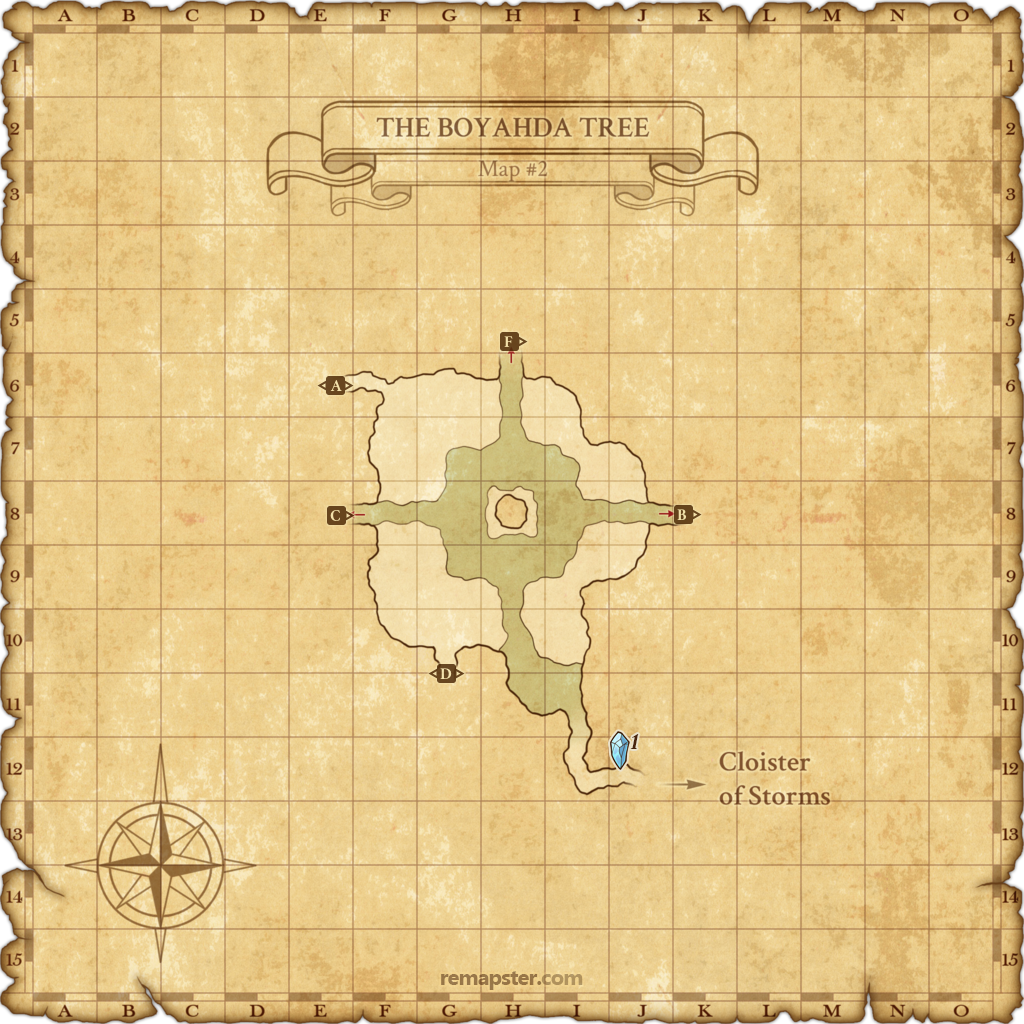 A B C D E F G H I J K L M N O
1 1
THE BOYAHDA TREE
2 2
Map #2
3 3
4 4
5 5
F
6 A 6
7 7
8 C B 8
9 9
10 10
D
11 11
1
Cloister
12 12
of Storms
13 13
14 14
15 15
remapster.com
A B C D E F G H I J K L M N O